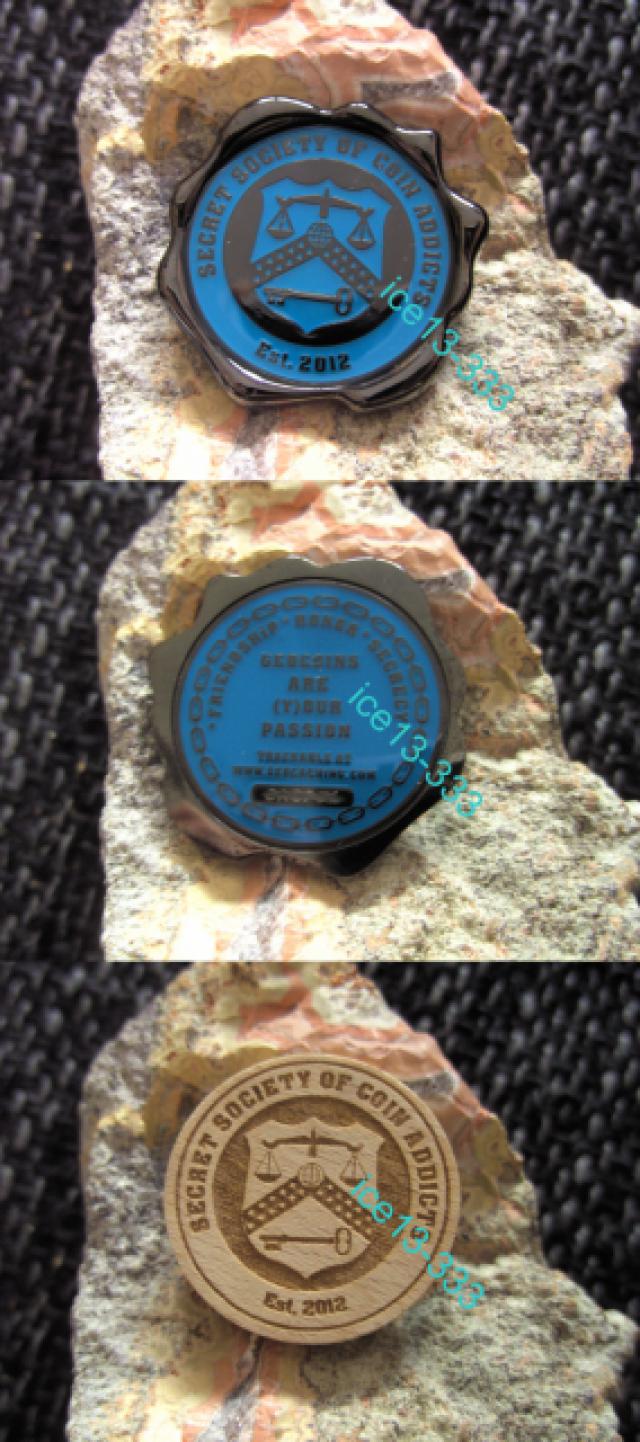 SECRET SOCIETY OF COIN ADDICTS
Est. 2012
ice13-333
FRIENDSHIP - HONOR - SECRECY
GEOCOINS
ARE
(Y)OUR
PASSION
TRACKABLE AT
WWW.GEOCACHING.COM
ice13-333
SECRET SOCIETY OF COIN ADDICTS
Est. 2012
ice13-333